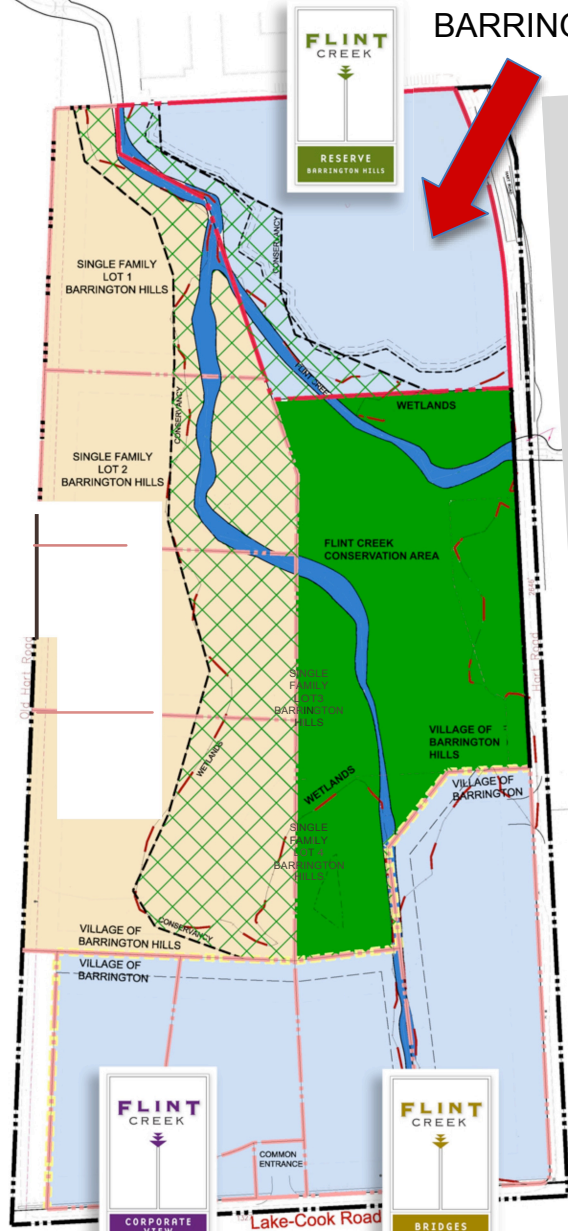 BARRING
FLINT
CREEK
RESERVE
BARRINGTON HILLS
CONSERVANCY
SINGLE FAMILY
LOT 1
BARRINGTON HILLS
FLINT CREEK
WETLANDS
CONSERVANCY
SINGLE FAMILY
LOT 2
BARRINGTON HILLS
FLINT CREEK
CONSERVATION AREA
Old Hart Road
Hart Road
SINGLE
FAMILY
LOT3
BARRINGTON
HILLS
WETLANDS
VILLAGE OF
BARRINGTON
HILLS
WETLANDS
VILLAGE OF
BARRINGTON
SINGLE
FAMILY
LOT 4
BARRINGTON
HILLS
CONSERVANCY
VILLAGE OF
BARRINGTON HILLS
VILLAGE OF
BARRINGTON
FLINT
CREEK
CORPORATE
VIEW
COMMON
ENTRANCE
FLINT
CREEK
BRIDGES
Lake-Cook Road